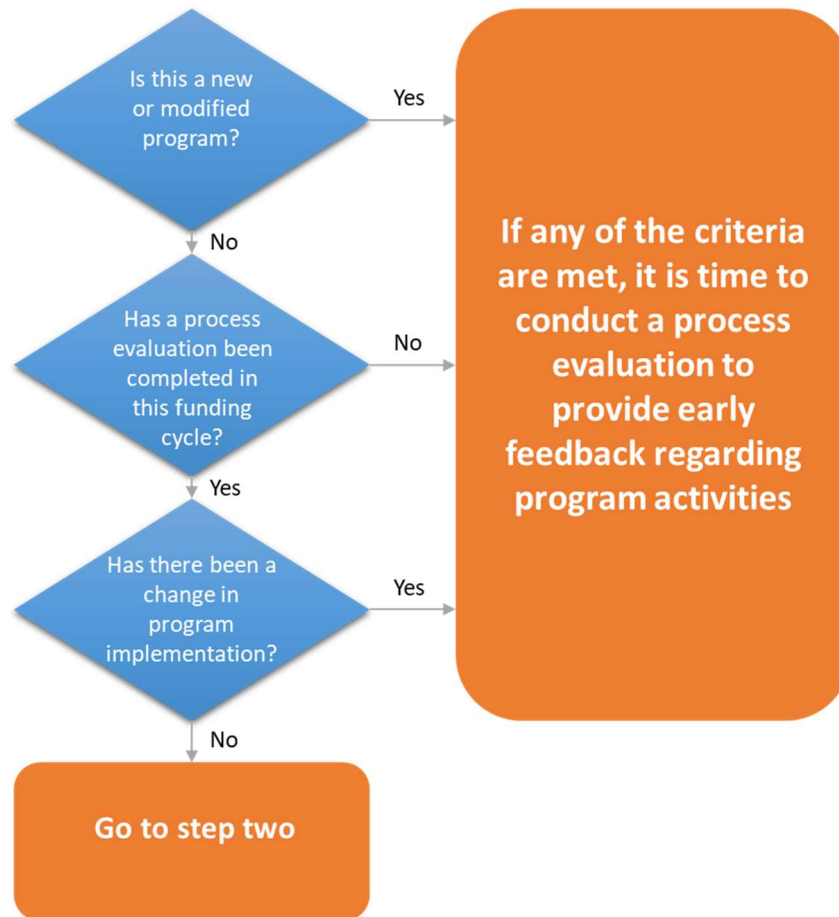 Is this a new
or modified
program?
Yes
No
Has a process
evaluation been
completed in
this funding
cycle?
No
Yes
Has there been a
change in
program
implementation?
Yes
No
Go to step two
If any of the criteria
are met, it is time to
conduct a process
evaluation to
provide early
feedback regarding
program activities